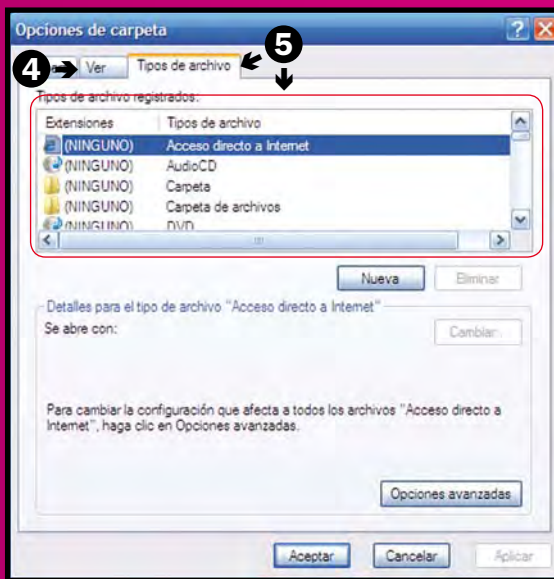 Opciones de carpeta
4 Ver Tipos de archivo 5
Tipos de archivo registrados:
Extensiones Tipos de archivo
(NINGUNO) Acceso directo a Internet
(NINGUNO) AudioCD
(NINGUNO) Carpeta
(NINGUNO) Carpeta de archivos
(NINGUNO) DVD
Nueva Eliminar
Detalles para el tipo de archivo "Acceso directo a Internet"
Se abre con: Cambiar...
Para cambiar la configuración que afecta a todos los archivos "Acceso directo a
Internet", haga clic en Opciones avanzadas.
Opciones avanzadas
Aceptar Cancelar Aplicar